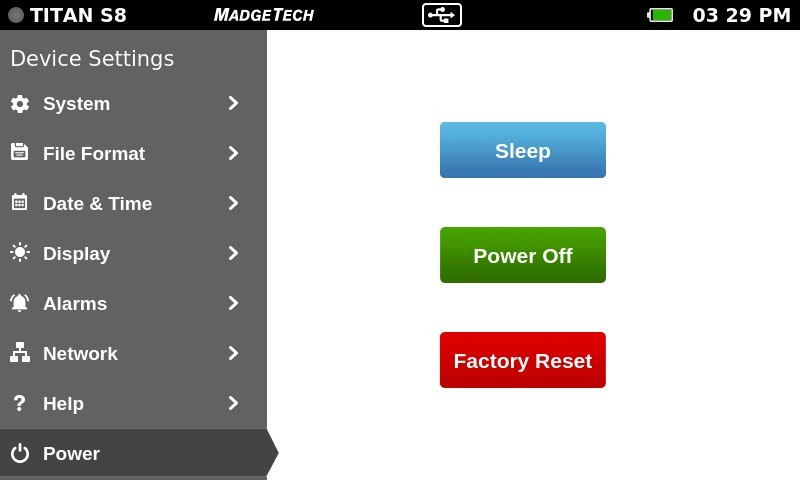 TITAN S8 MADGETECH 03 29 PM
Device Settings
System
File Format
Date & Time
Display
Alarms
Network
Help
Power
Sleep
Power Off
Factory Reset